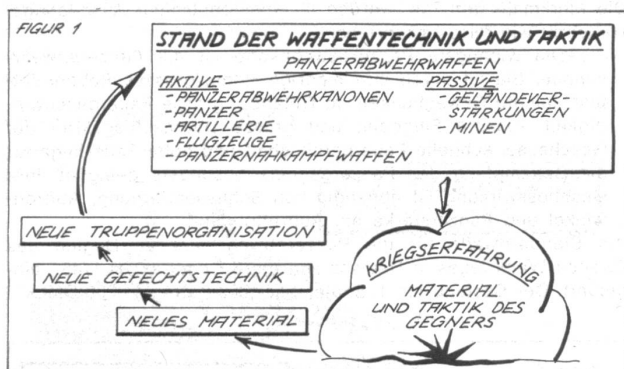 FIGUR 1
STAND DER WAFFENTECHNIK UND TAKTIK
PANZERABWEHRWAFFEN
AKTIVE
-PANZERABWEHRKANONEN
-PANZER
-ARTILLERIE
-FLUGZEUGE
-PANZERNAHKAMPFWAFFEN
PASSIVE
-GELÄNDEVER-
STÄRKUNGEN
-MINEN
KRIEGSERFAHRUNG
MATERIAL
UND TAKTIK DES
GEGNERS
NEUES MATERIAL
NEUE GEFECHTSTECHNIK
NEUE TRUPPENORGANISATION